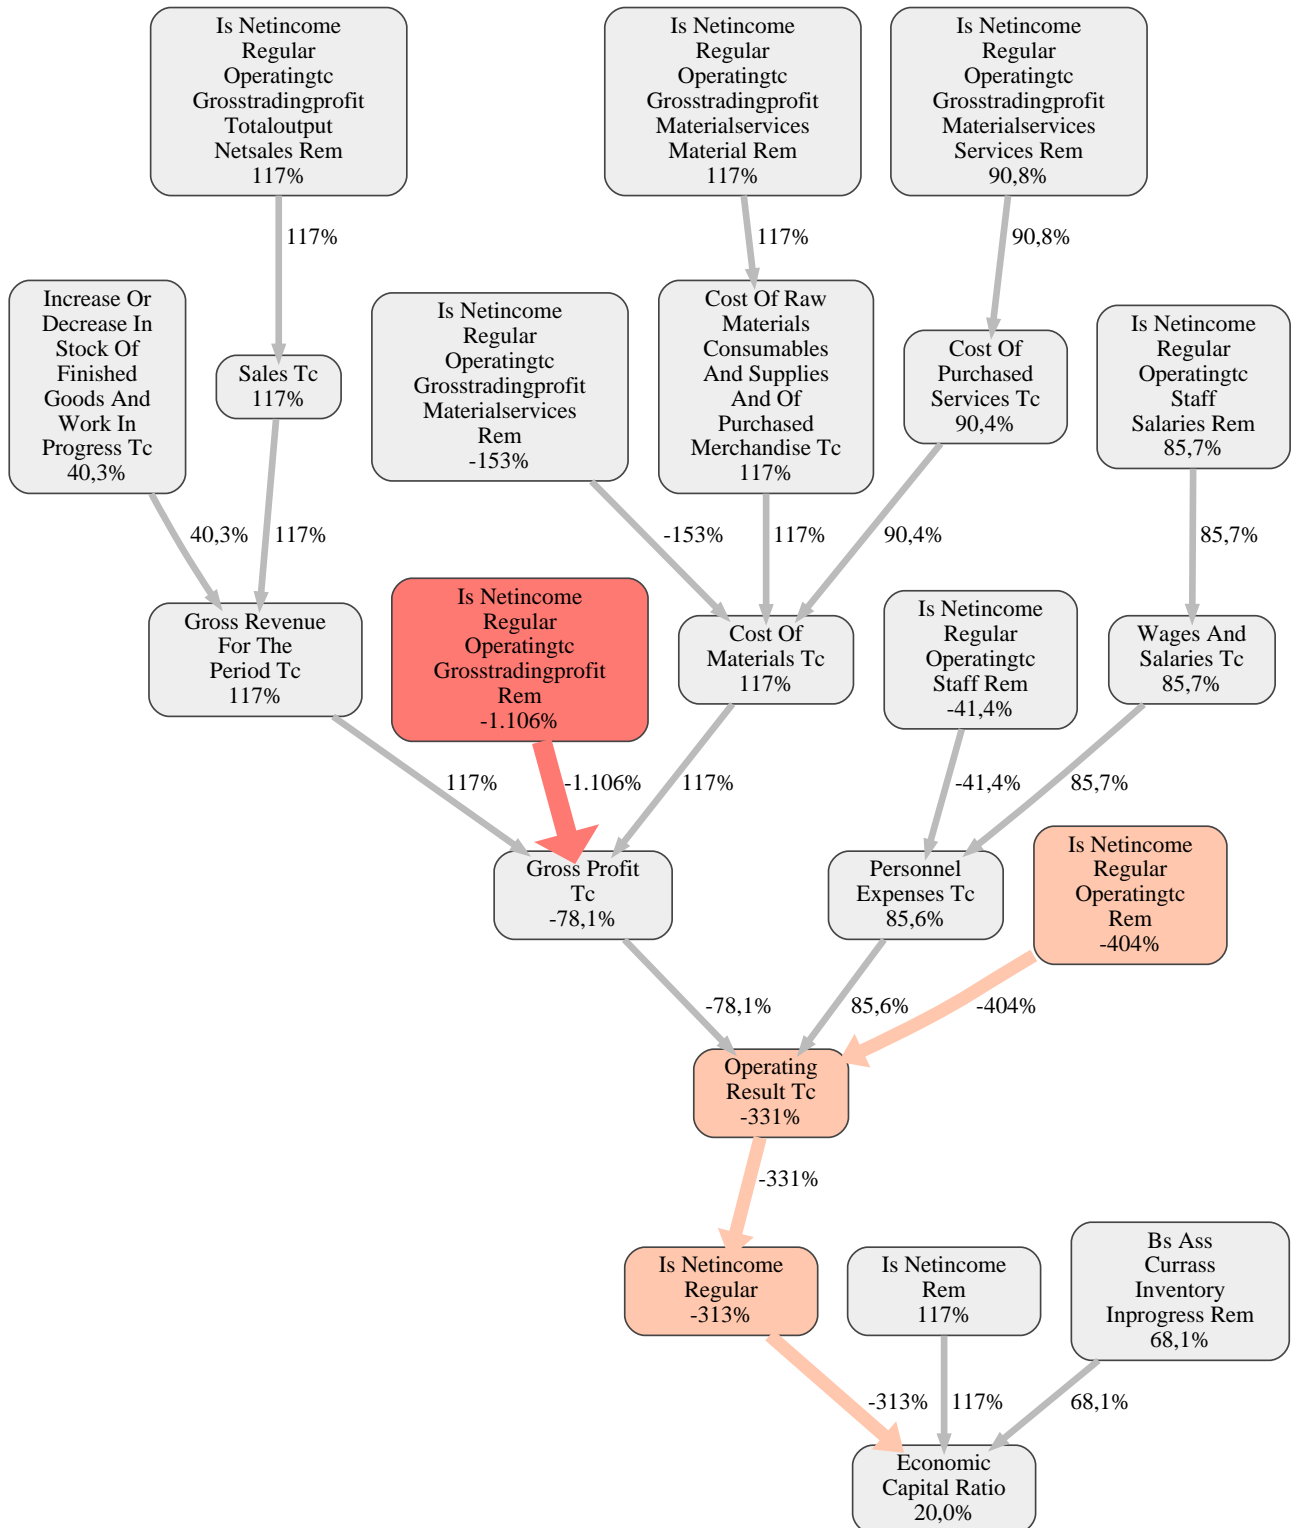 Is Netincome
Regular
Operatingtc
Grosstradingprofit
Totaloutput
Netsales Rem
117%
Is Netincome
Regular
Operatingtc
Grosstradingprofit
Materialservices
Material Rem
117%
Is Netincome
Regular
Operatingtc
Grosstradingprofit
Materialservices
Services Rem
90,8%
117%
117%
90,8%
Increase Or
Decrease In
Stock Of
Finished
Goods And
Work In
Progress Tc
40,3%
Sales Tc
117%
Is Netincome
Regular
Operatingtc
Grosstradingprofit
Materialservices
Rem
-153%
Cost Of Raw
Materials
Consumables
And Supplies
And Of
Purchased
Merchandise Tc
117%
Cost Of
Purchased
Services Tc
90,4%
Is Netincome
Regular
Operatingtc
Staff
Salaries Rem
85,7%
40,3%
117%
-153%
117%
90,4%
85,7%
Gross Revenue
For The
Period Tc
117%
Is Netincome
Regular
Operatingtc
Grosstradingprofit
Rem
-1.106%
Cost Of
Materials Tc
117%
Is Netincome
Regular
Operatingtc
Staff Rem
-41,4%
Wages And
Salaries Tc
85,7%
117%
-1.106%
117%
-41,4%
85,7%
Gross Profit
Tc
-78,1%
Personnel
Expenses Tc
85,6%
Is Netincome
Regular
Operatingtc
Rem
-404%
-78,1%
85,6%
-404%
Operating
Result Tc
-331%
-331%
Is Netincome
Regular
-313%
Is Netincome
Rem
117%
Bs Ass
Currass
Inventory
Inprogress Rem
68,1%
-313%
117%
68,1%
Economic
Capital Ratio
20,0%